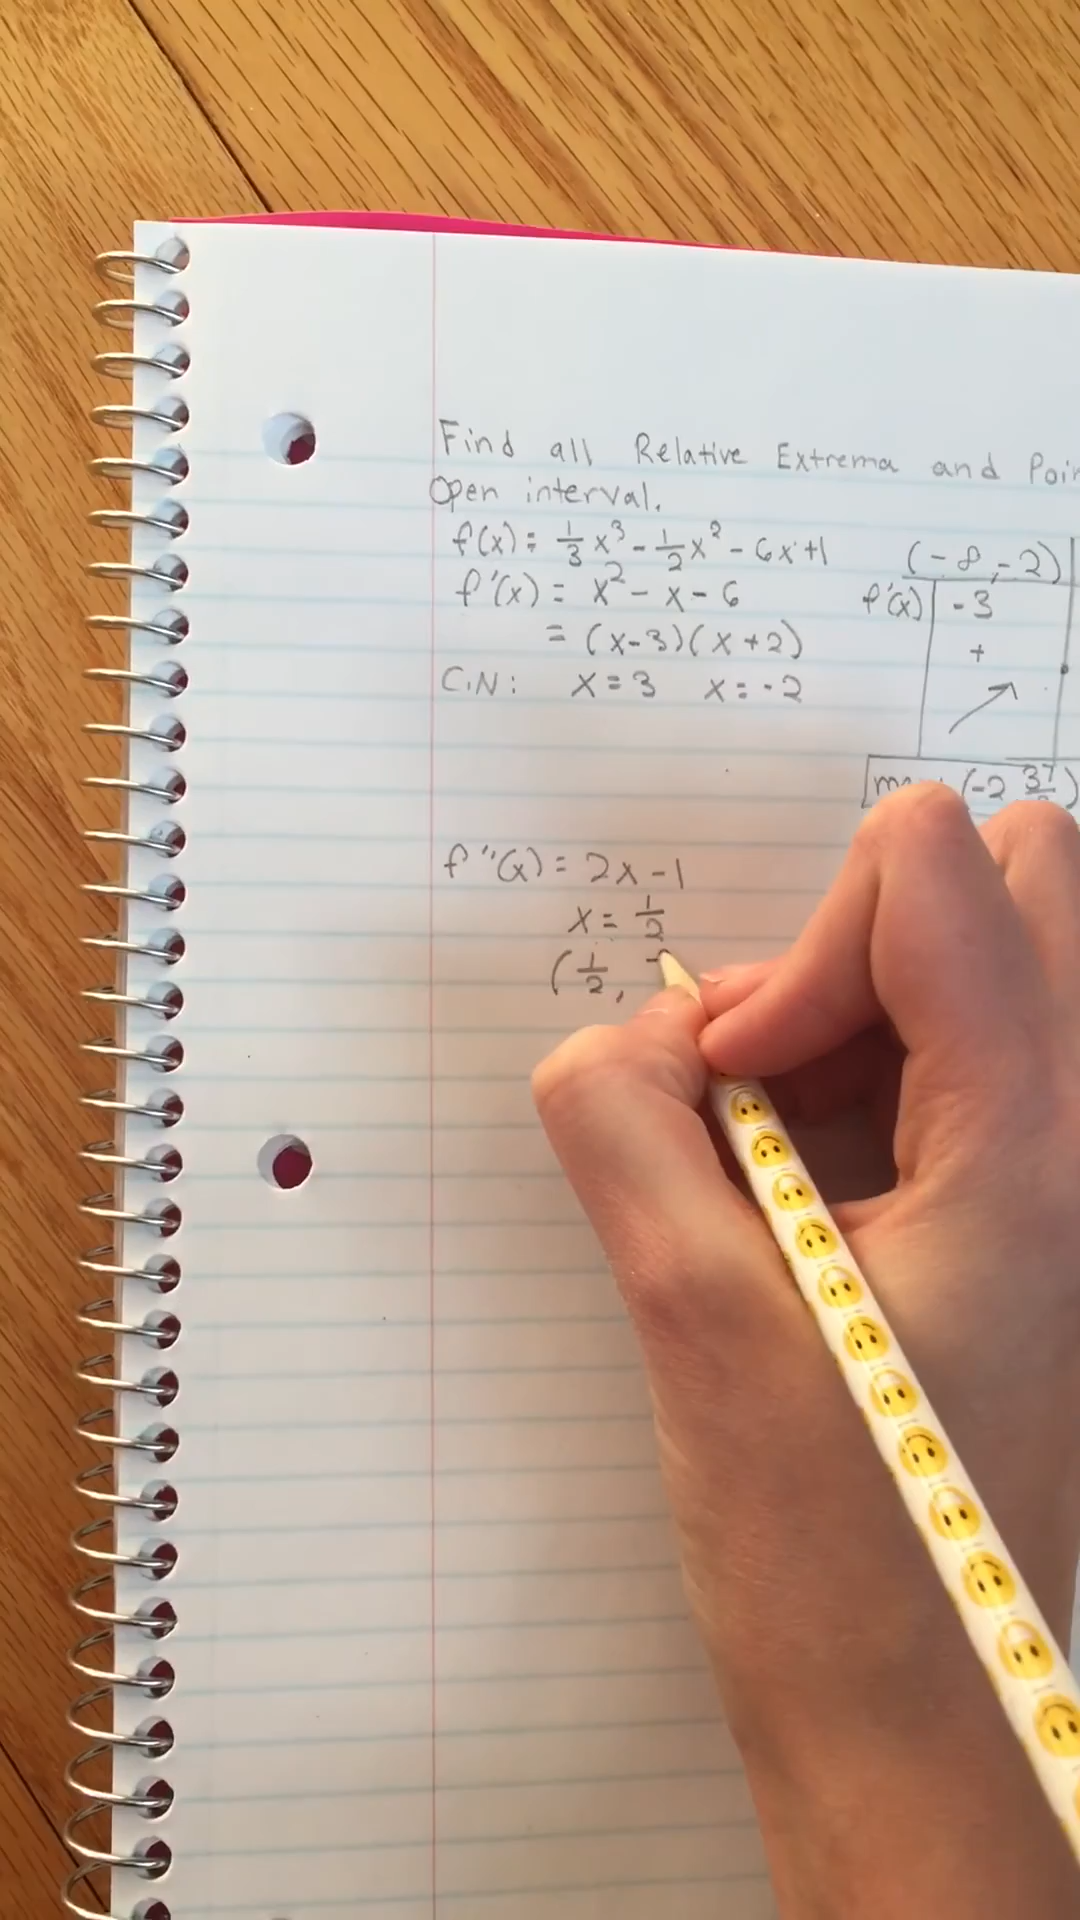 Find all Relative Extrema and
Open interval.
f(x) = 1/3 x³ - 1/2 x² - 6x + 1
f'(x) = x² - x - 6
= (x-3)(x+2)
C.N: x = 3 x = -2
(-∞, -2)
f'(x) -3
+
(-2
f''(x) = 2x - 1
x = 1/2
(1/2,